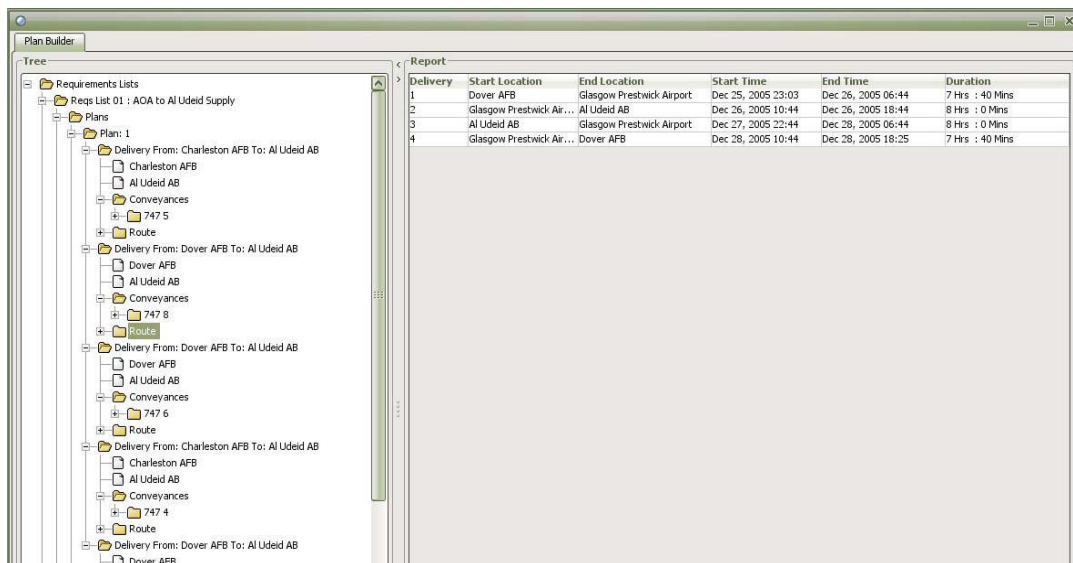 Plan Builder
Tree
Requirements Lists
Reqs List 01 : AOA to Al Udeid Supply
Plans
Plan: 1
Delivery From: Charleston AFB To: Al Udeid AB
Charleston AFB
Al Udeid AB
Conveyances
747 5
Route
Delivery From: Dover AFB To: Al Udeid AB
Dover AFB
Al Udeid AB
Conveyances
747 8
Route
Delivery From: Dover AFB To: Al Udeid AB
Dover AFB
Al Udeid AB
Conveyances
747 6
Route
Delivery From: Charleston AFB To: Al Udeid AB
Charleston AFB
Al Udeid AB
Conveyances
747 4
Route
Delivery From: Dover AFB To: Al Udeid AB
Dover AFB
Report
Delivery Start Location End Location Start Time End Time Duration
1 Dover AFB Glasgow Prestwick Airport Dec 25, 2005 23:03 Dec 26, 2005 06:44 7 Hrs : 40 Mins
2 Glasgow Prestwick Air... Al Udeid AB Dec 26, 2005 10:44 Dec 26, 2005 18:44 8 Hrs : 0 Mins
3 Al Udeid AB Glasgow Prestwick Airport Dec 27, 2005 22:44 Dec 28, 2005 06:44 8 Hrs : 0 Mins
4 Glasgow Prestwick Air... Dover AFB Dec 28, 2005 10:44 Dec 28, 2005 18:25 7 Hrs : 40 Mins